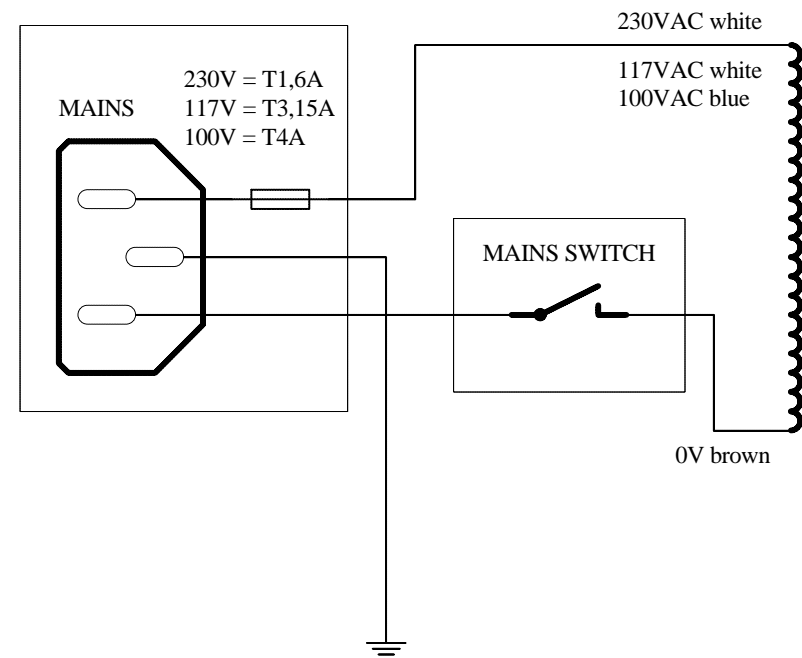 230VAC white
117VAC white
100VAC blue
230V = T1,6A
117V = T3,15A
100V = T4A
MAINS
MAINS SWITCH
0V brown